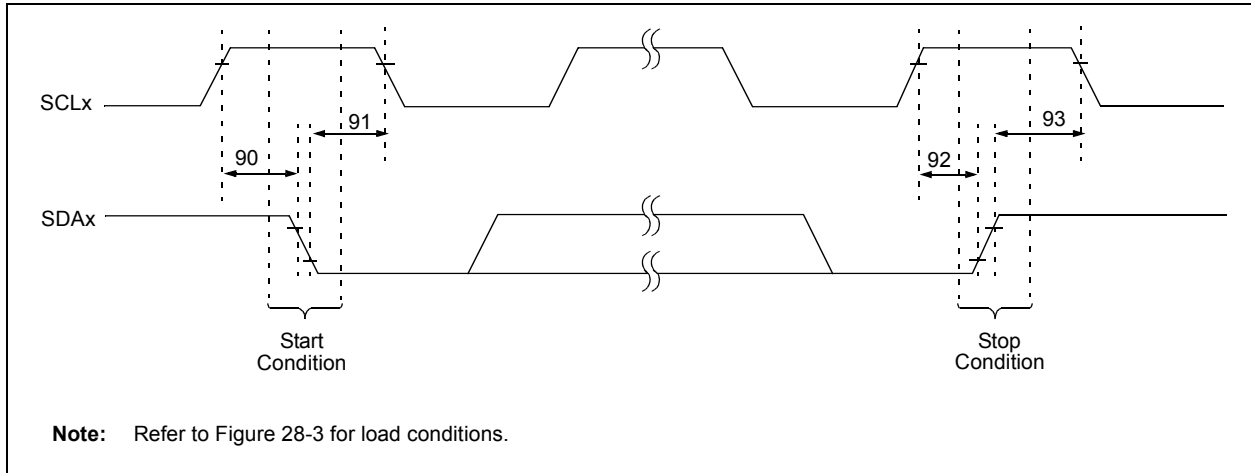 SCLx
91
93
90
92
SDAx
Start
Condition
Stop
Condition
Note: Refer to Figure 28-3 for load conditions.